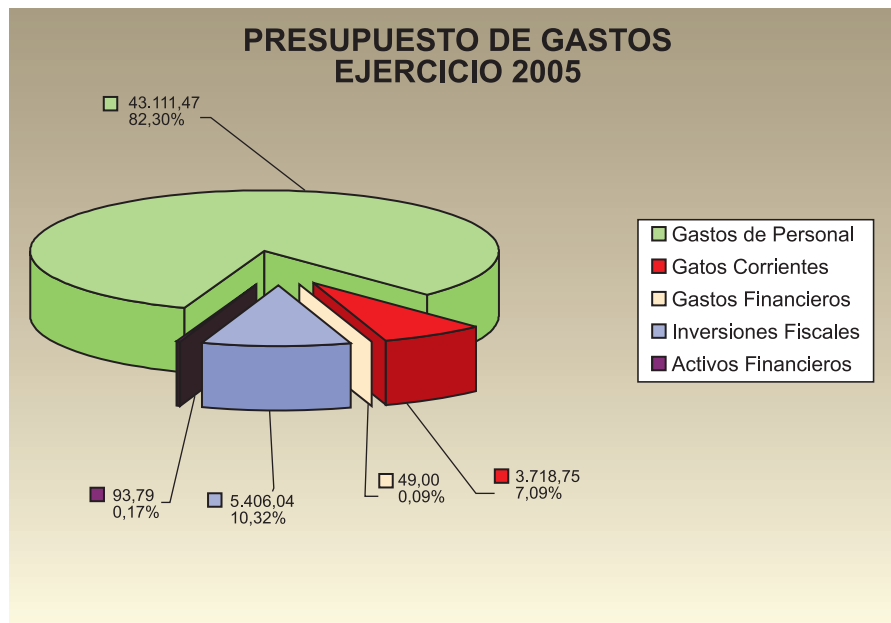 PRESUPUESTO DE GASTOS
EJERCICIO 2005
43.111,47
82,30%
Gastos de Personal
Gatos Corrientes
Gastos Financieros
Inversiones Fiscales
Activos Financieros
93,79
0,17%
5.406,04
10,32%
49,00
0,09%
3.718,75
7,09%